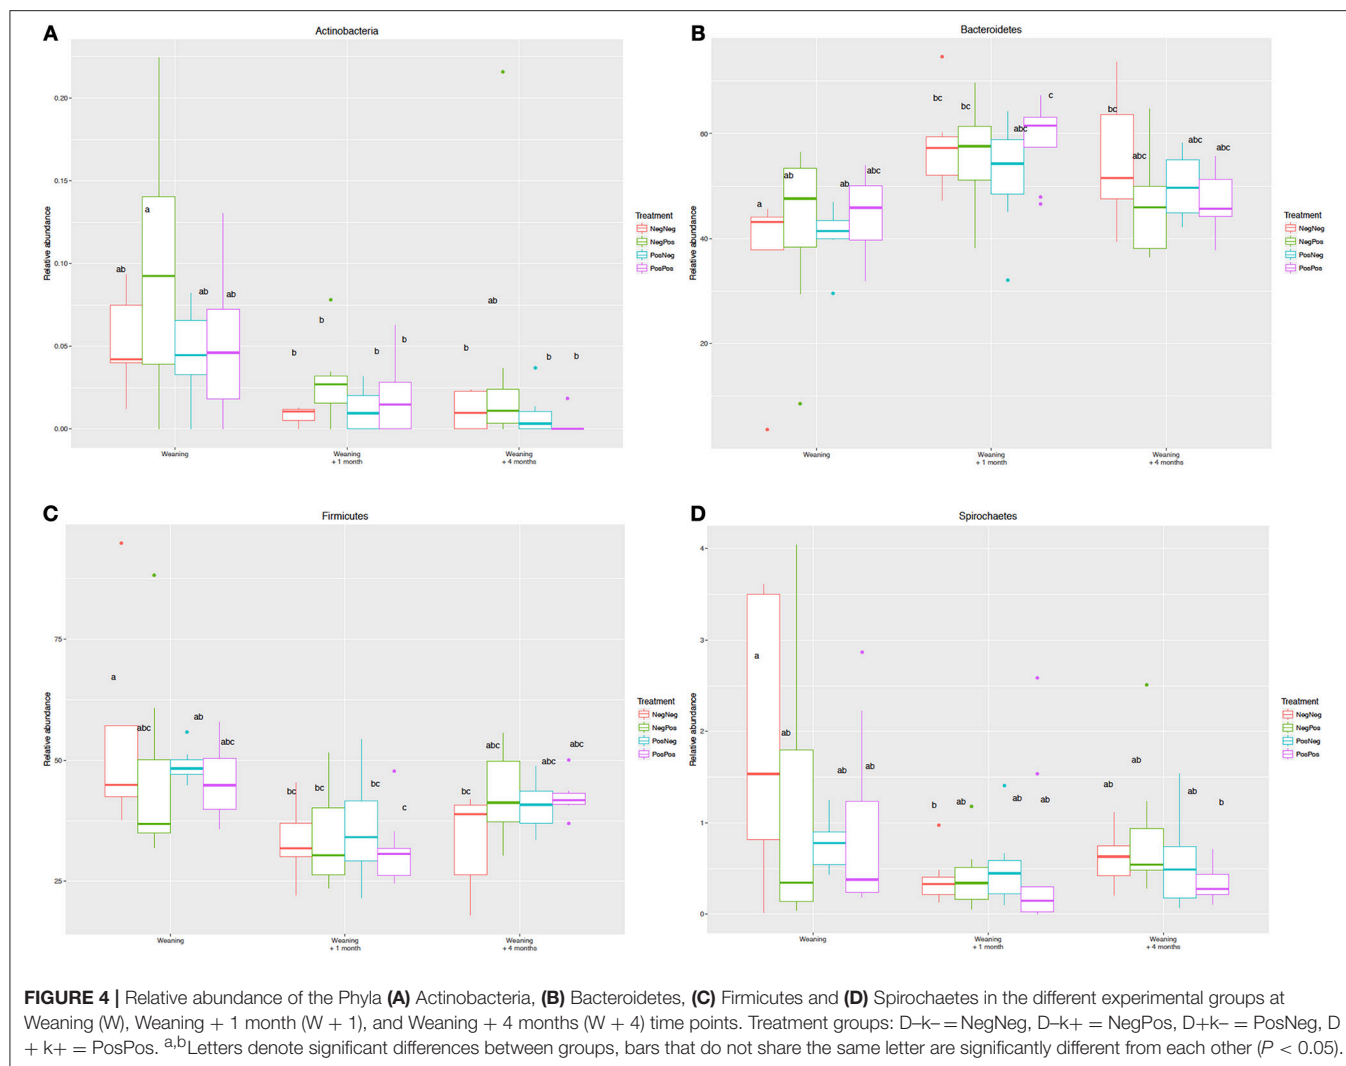 A
Actinobacteria
Relative abundance
0.20
0.15
0.10
0.05
0.00
a
ab
ab
ab
b
b
b
b
ab
b
b
b
Weaning
Weaning
+ 1 month
Weaning
+ 4 months
Treatment
NegNeg
NegPos
PosNeg
PosPos
B
Bacteroidetes
Relative abundance
60
40
20
a
ab
ab
abc
bc
bc
abc
c
bc
abc
abc
abc
Weaning
Weaning
+ 1 month
Weaning
+ 4 months
Treatment
NegNeg
NegPos
PosNeg
PosPos
C
Firmicutes
Relative abundance
75
50
25
a
abc
ab
abc
bc
bc
bc
c
bc
abc
abc
abc
Weaning
Weaning
+ 1 month
Weaning
+ 4 months
Treatment
NegNeg
NegPos
PosNeg
PosPos
D
Spirochaetes
Relative abundance
4
3
2
1
0
a
ab
ab
ab
b
ab
ab
ab
ab
ab
ab
b
Weaning
Weaning
+ 1 month
Weaning
+ 4 months
Treatment
NegNeg
NegPos
PosNeg
PosPos
FIGURE 4 | Relative abundance of the Phyla (A) Actinobacteria, (B) Bacteroidetes, (C) Firmicutes and (D) Spirochaetes in the different experimental groups at
Weaning (W), Weaning + 1 month (W + 1), and Weaning + 4 months (W + 4) time points. Treatment groups: D–k– = NegNeg, D–k+ = NegPos, D+k– = PosNeg, D
+ k+ = PosPos. a,bLetters denote significant differences between groups, bars that do not share the same letter are significantly different from each other (P < 0.05).